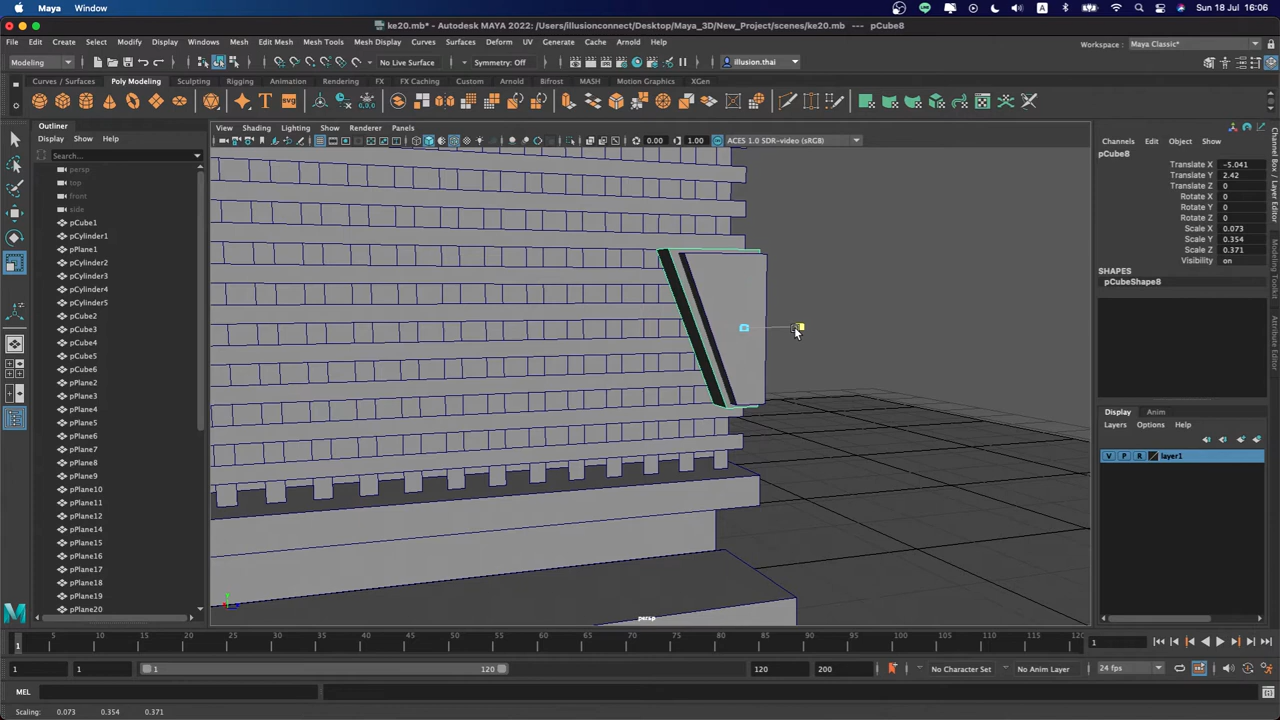 Maya Window
A
Sun 18 Jul 16:06
ke20.mb* - Autodesk MAYA 2022: /Users/illusionconnect/Desktop/Maya_3D/New_Project/scenes/ke20.mb --- pCube8
File Edit Create Select Modify Display Windows Mesh Edit Mesh Mesh Tools Mesh Display Curves Surfaces Deform UV Generate Cache Arnold Help
Workspace : Maya Classic*
Modeling
No Live Surface
Symmetry: Off
illusion.thai
Curves / Surfaces Poly Modeling Sculpting Rigging Animation Rendering FX FX Caching Custom Arnold Bifrost MASH Motion Graphics XGen
Outliner
Display Show Help
Search...
persp
top
front
side
pCube1
pCylinder1
pPlane1
pCylinder2
pCylinder3
pCylinder4
pCylinder5
pCube2
pCube3
pCube4
pCube5
pCube6
pPlane2
pPlane3
pPlane4
pPlane5
pPlane6
pPlane7
pPlane8
pPlane9
pPlane10
pPlane11
pPlane12
pPlane14
pPlane15
pPlane16
pPlane17
pPlane18
pPlane19
pPlane20
View Shading Lighting Show Renderer Panels
0.00
1.00
ACES 1.0 SDR-video (sRGB)
persp
Channels Edit Object Show
pCube8
Translate X -5.041
Translate Y 2.42
Translate Z 0
Rotate X 0
Rotate Y 0
Rotate Z 0
Scale X 0.073
Scale Y 0.354
Scale Z 0.371
Visibility on
SHAPES
pCubeShape8
Display Anim
Layers Options Help
V P R layer1
Channel Box / Layer Editor
Modeling Toolkit
Attribute Editor
5 10 15 20 25 30 35 40 45 50 55 60 65 70 75 80 85 90 95 100 105 110 115 120
1
1
1
1
1
120
120
200
No Character Set
No Anim Layer
24 fps
MEL
Scaling: 0.073 0.354 0.371